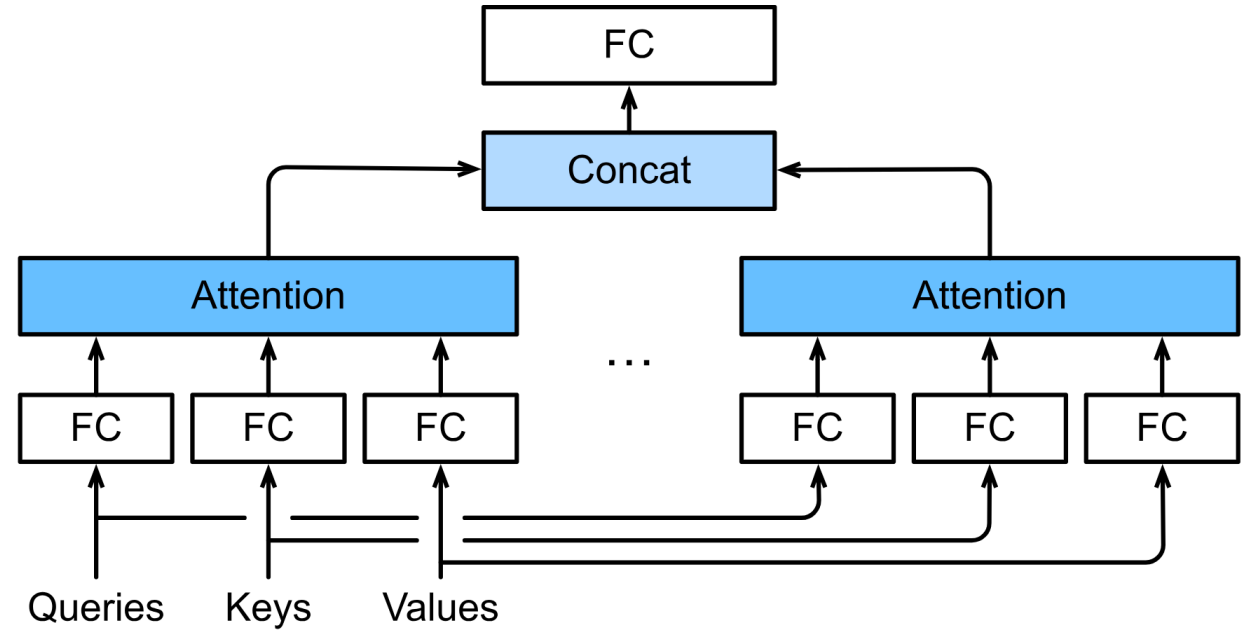 FC
Concat
Attention Attention
...
FC FC FC FC FC FC
Queries Keys Values